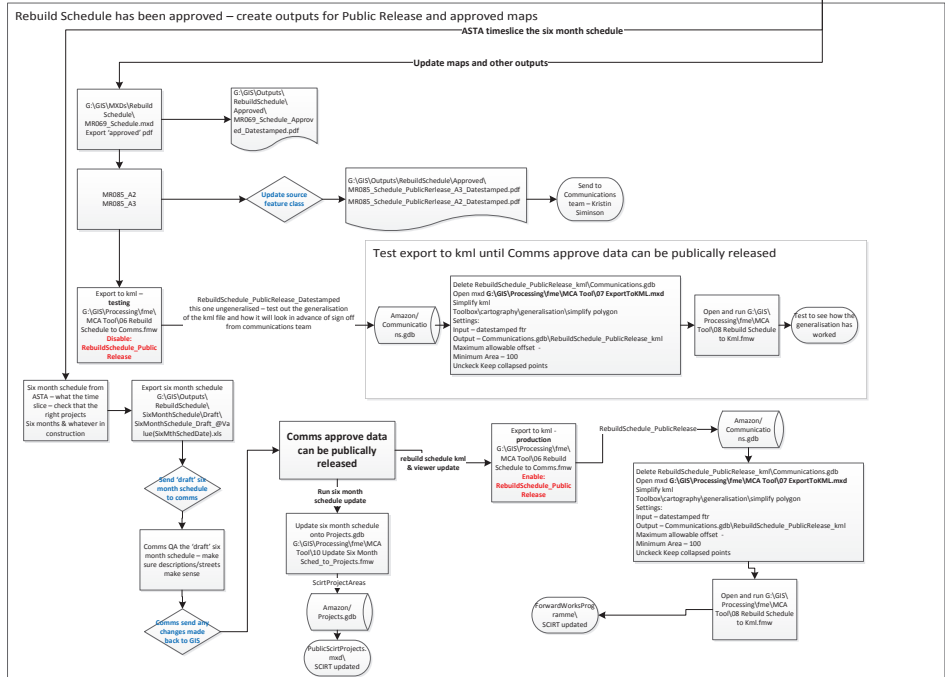 Rebuild Schedule has been approved – create outputs for Public Release and approved maps
ASTA timeslice the six month schedule
Update maps and other outputs
G:\GIS\MXDs\Rebuild
Schedule\
MR069_Schedule.mxd
Export 'approved' pdf
G:\GIS\Outputs\
RebuildSchedule\
Approved\
MR069_Schedule_Approv
ed_Datestamped.pdf
MR085_A2
MR085_A3
Update source
feature class
G:\GIS\Outputs\RebuildSchedule\Approved\
MR085_Schedule_PublicRerlease_A3_Datestamped.pdf
MR085_Schedule_PublicRerlease_A2_Datestamped.pdf
Send to
Communications
team – Kristin
Siminson
Test export to kml until Comms approve data can be publically released
Export to kml –
testing
G:\GIS\Processing\fme\
MCA Tool\06 Rebuild
Schedule to Comms.fmw
Disable:
RebuildSchedule_Public
Release
RebuildSchedule_PublicRelease_Datestamped
this one ungeneralised – test out the generalisation
of the kml file and how it will look in advance of sign off
from communications team
Amazon/
Communicatio
ns.gdb
Delete RebuildSchedule_PublicRelease_kml\Communications.gdb
Open mxd G:\GIS\Processing\fme\MCA Tool\07 ExportToKML.mxd
Simplify kml
Toolbox\cartography\generalisation\simplify polygon
Settings:
Input – datestamped ftr
Output – Communications.gdb\RebuildSchedule_PublicRelease_kml
Maximum allowable offset  -
Minimum Area – 100
Unckeck Keep collapsed points
Open and run G:\GIS\
Processing\fme\MCA
Tool\08 Rebuild Schedule
to Kml.fmw
Test to see how the
generalisation has
worked
Six month schedule from
ASTA – what the time
slice – check that the
right projects
Six months & whatever in
construction
Export six month schedule
G:\GIS\Outputs\
RebuildSchedule\
SixMonthSchedule\Draft\
SixMonthSchedule_Draft_@Va
lue(SixMthSchedDate).xls
Send 'draft' six
month schedule
to comms
Comms QA the 'draft' six
month schedule – make
sure descriptions/streets
make sense
Comms send any
changes made
back to GIS
Comms approve data
can be publically
released
rebuild schedule kml
& viewer update
Run six month
schedule update
Update six month schedule
onto Projects.gdb
G:\GIS\Processing\fme\MCA
Tool\10 Update Six Month
Sched_to_Projects.fmw
ScirtProjectAreas
Amazon/
Projects.gdb
PublicScirtProjects.
mxd\
SCIRT updated
Export to kml -
production
G:\GIS\Processing\fme\
MCA Tool\06 Rebuild
Schedule to Comms.fmw
Enable:
RebuildSchedule_Public
Release
RebuildSchedule_PublicRelease
Amazon/
Communicatio
ns.gdb
Delete RebuildSchedule_PublicRelease_kml\Communications.gdb
Open mxd G:\GIS\Processing\fme\MCA Tool\07 ExportToKML.mxd
Simplify kml
Toolbox\cartography\generalisation\simplify polygon
Settings:
Input – datestamped ftr
Output – Communications.gdb\RebuildSchedule_PublicRelease_kml
Maximum allowable offset  -
Minimum Area – 100
Unckeck Keep collapsed points
Open and run G:\GIS\
Processing\fme\MCA
Tool\08 Rebuild Schedule
to Kml.fmw
ForwardWorksProg
ramme\
SCIRT updated